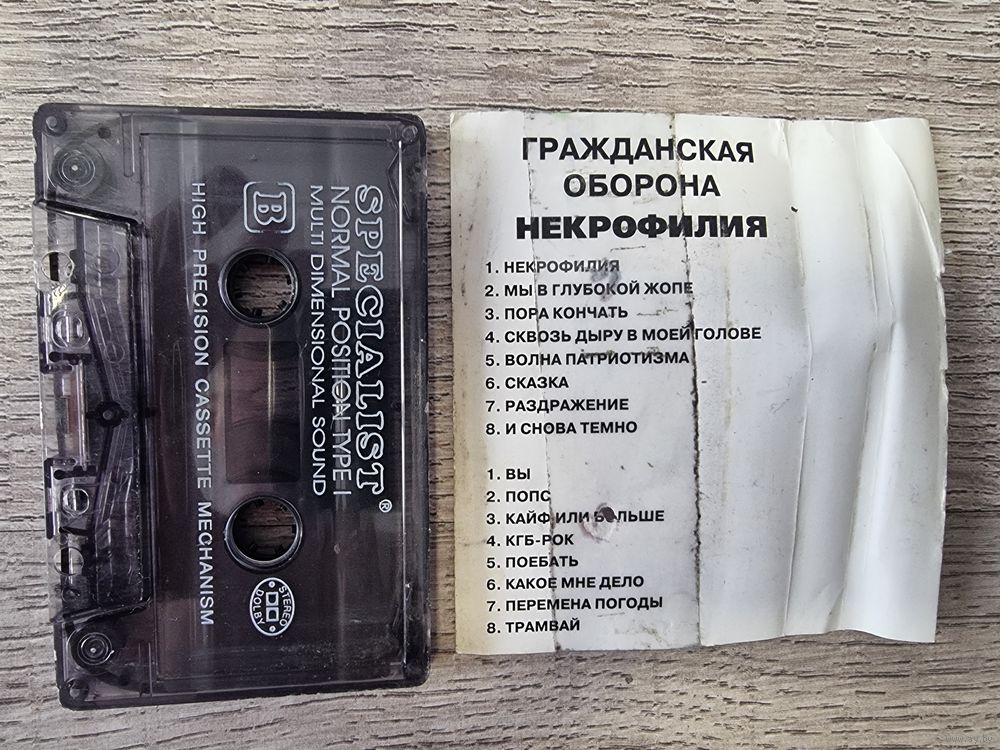 B
SPECIALIST®
NORMAL POSITION TYPE I
MULTI DIMENSIONAL SOUND
HIGH PRECISION CASSETTE MECHANISM
STEREO
DOLBY
ГРАЖДАНСКАЯ
ОБОРОНА
НЕКРОФИЛИЯ
1. НЕКРОФИЛИЯ
2. МЫ В ГЛУБОКОЙ ЖОПЕ
3. ПОРА КОНЧАТЬ
4. СКВОЗЬ ДЫРУ В МОЕЙ ГОЛОВЕ
5. ВОЛНА ПАТРИОТИЗМА
6. СКАЗКА
7. РАЗДРАЖЕНИЕ
8. И СНОВА ТЕМНО
1. ВЫ
2. ПОПС
3. КАЙФ ИЛИ БОЛЬШЕ
4. КГБ-РОК
5. ПОЕБАТЬ
6. КАКОЕ МНЕ ДЕЛО
7. ПЕРЕМЕНА ПОГОДЫ
8. ТРАМВАЙ